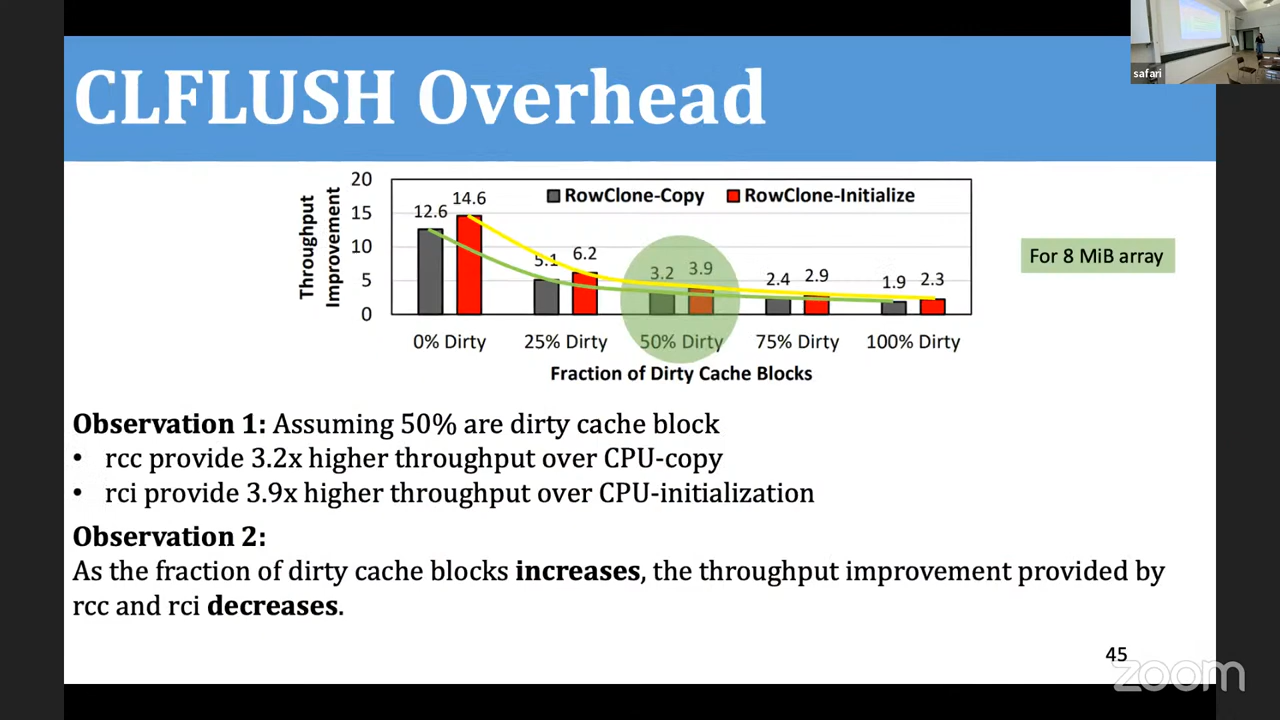 safari
CLFLUSH Overhead
Throughput
Improvement
20
15
10
5
0
RowClone-Copy
RowClone-Initialize
12.6
14.6
5.1
6.2
3.2
3.9
2.4
2.9
1.9
2.3
0% Dirty
25% Dirty
50% Dirty
75% Dirty
100% Dirty
Fraction of Dirty Cache Blocks
For 8 MiB array
Observation 1: Assuming 50% are dirty cache block
• rcc provide 3.2x higher throughput over CPU-copy
• rci provide 3.9x higher throughput over CPU-initialization
Observation 2:
As the fraction of dirty cache blocks increases, the throughput improvement provided by
rcc and rci decreases.
45
zoom